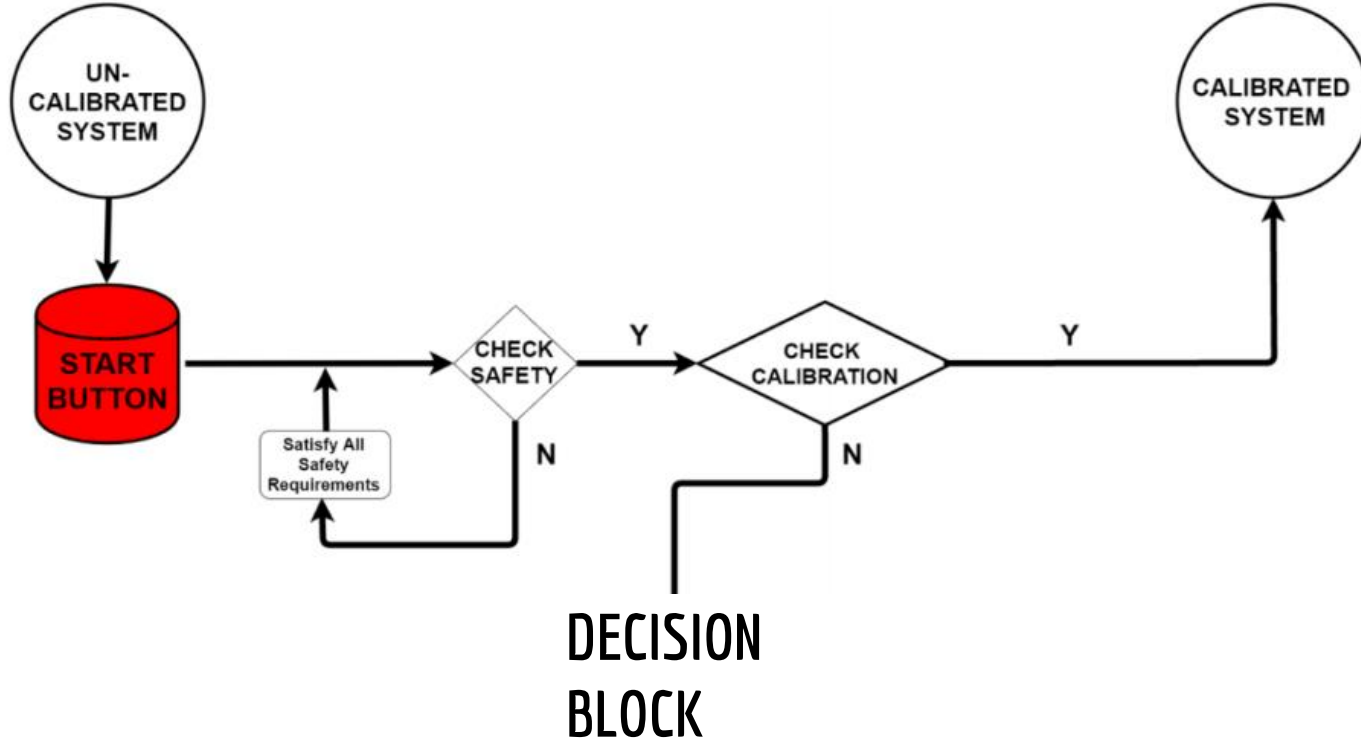 UN-
CALIBRATED
SYSTEM
CALIBRATED
SYSTEM
START
BUTTON
CHECK
SAFETY
Y
CHECK
CALIBRATION
Y
Satisfy All
Safety
Requirements
N
N
DECISION
BLOCK